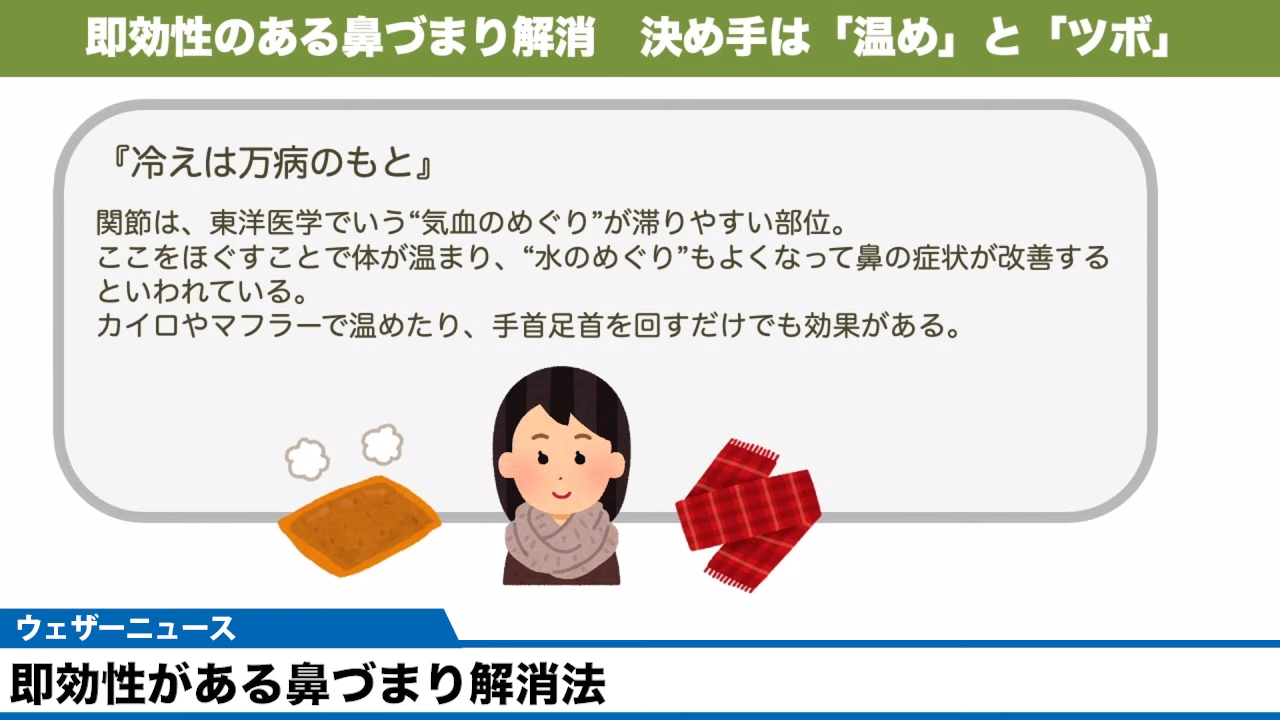 即効性のある鼻づまり解消　決め手は「温め」と「ツボ」
『冷えは万病のもと』
関節は、東洋医学でいう“気血のめぐり”が滞りやすい部位。
ここをほぐすことで体が温まり、“水のめぐり”もよくなって鼻の症状が改善する
といわれている。
カイロやマフラーで温めたり、手首足首を回すだけでも効果がある。
ウェザーニュース
即効性がある鼻づまり解消法